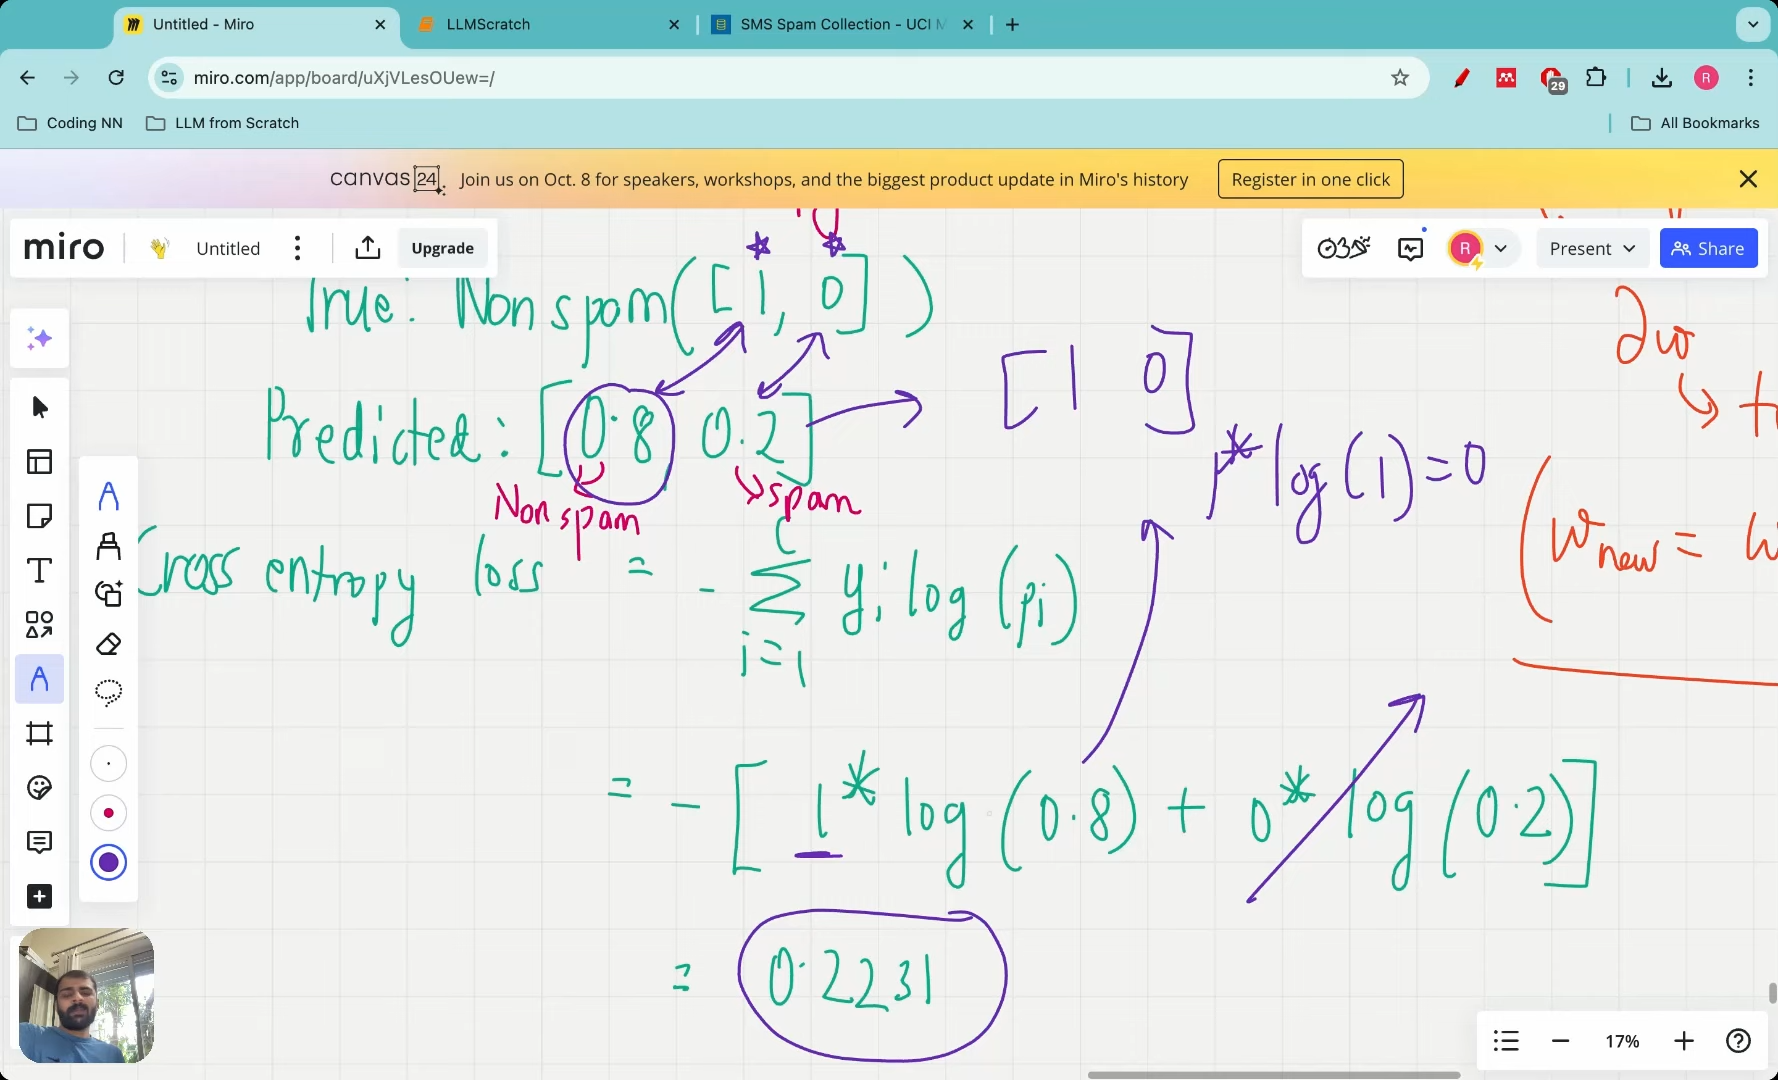 Untitled - Miro
LLMScratch
SMS Spam Collection - UCI M
miro.com/app/board/uXjVLesOUew=/
29
R
Coding NN
LLM from Scratch
All Bookmarks
canvas 24
Join us on Oct. 8 for speakers, workshops, and the biggest product update in Miro's history
Register in one click
miro
Untitled
Upgrade
R
Present
Share
True: Non spam ([1, 0])
Predicted: [0.8, 0.2] → [1 0]
Non spam
spam
1* log(1) = 0
∂w
w new =
Cross entropy loss = - C Σ i=1 yi log(pi)
= - [1* log(0.8) + 0* log(0.2)]
= 0.2231
17%